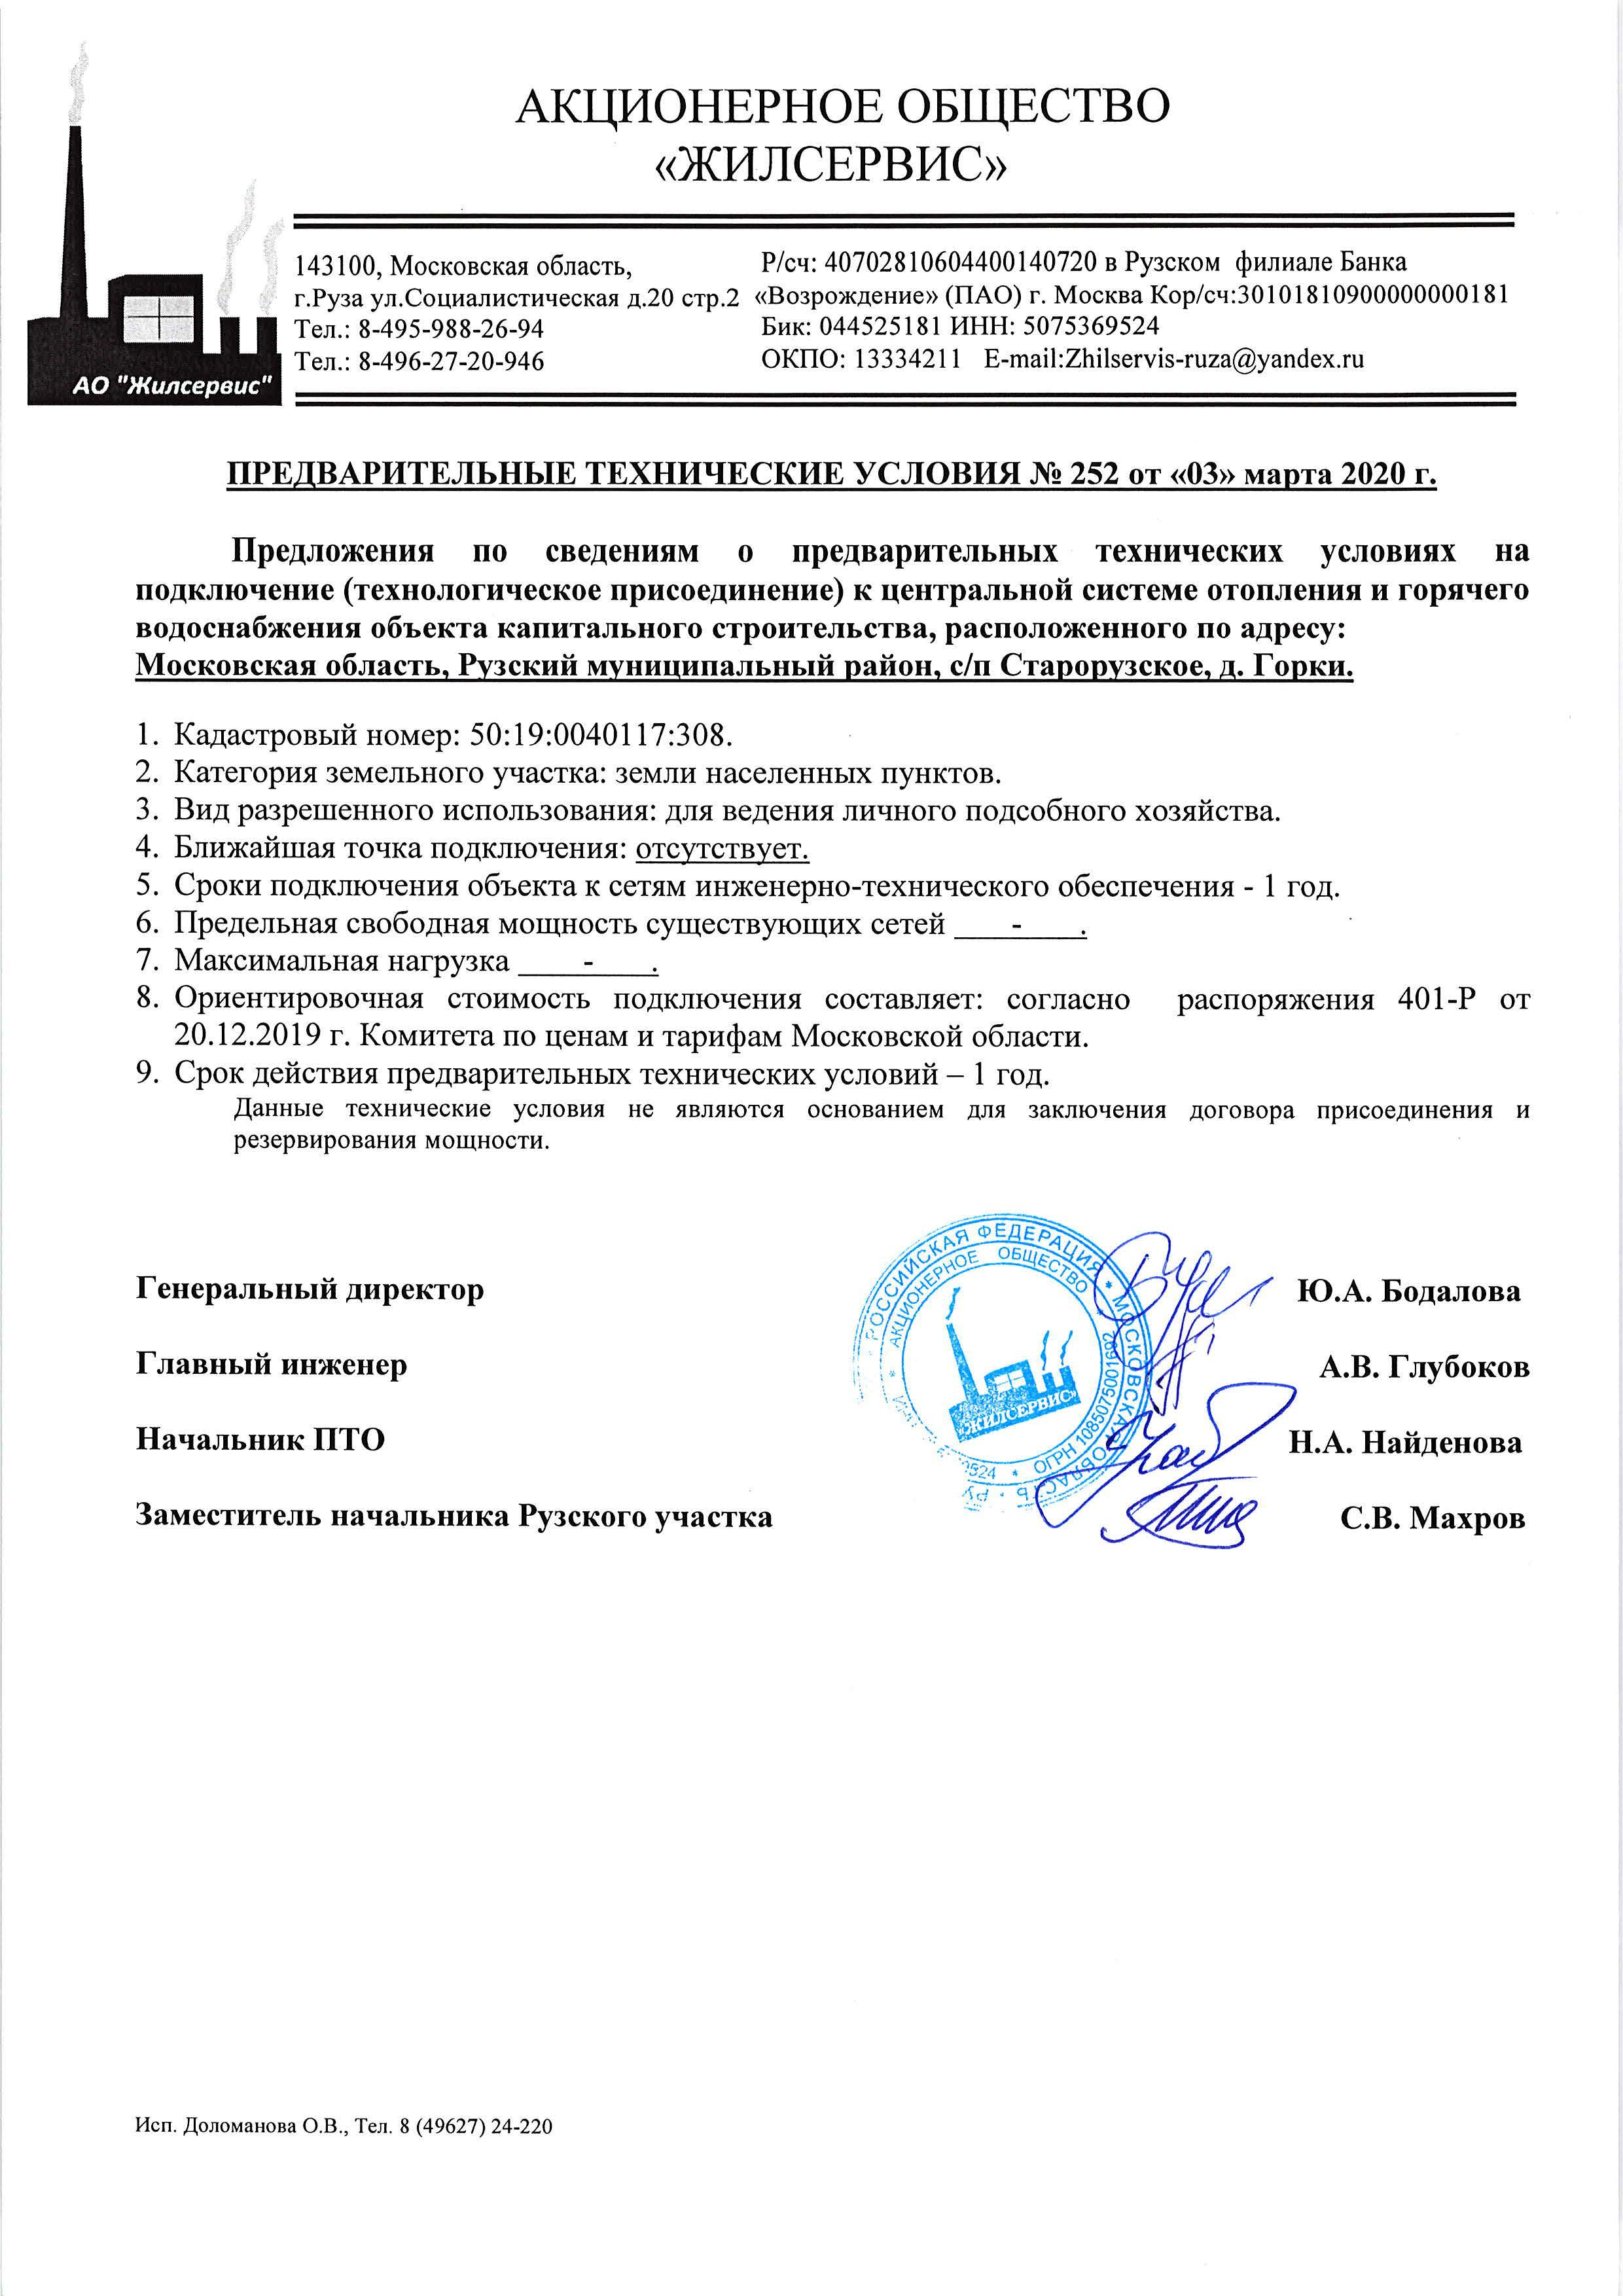 АКЦИОНЕРНОЕ ОБЩЕСТВО
«ЖИЛСЕРВИС»
АО "Жилсервис"
143100, Московская область,
г.Руза ул.Социалистическая д.20 стр.2
Тел.: 8-495-988-26-94
Тел.: 8-496-27-20-946
Р/сч: 40702810604400140720 в Рузском филиале Банка
«Возрождение» (ПАО) г. Москва Кор/сч:30101810900000000181
Бик: 044525181 ИНН: 5075369524
ОКПО: 13334211 E-mail:Zhilservis-ruza@yandex.ru
ПРЕДВАРИТЕЛЬНЫЕ ТЕХНИЧЕСКИЕ УСЛОВИЯ № 252 от «03» марта 2020 г.
Предложения по сведениям о предварительных технических условиях на
подключение (технологическое присоединение) к центральной системе отопления и горячего
водоснабжения объекта капитального строительства, расположенного по адресу:
Московская область, Рузский муниципальный район, с/п Старорузское, д. Горки.
1. Кадастровый номер: 50:19:0040117:308.
2. Категория земельного участка: земли населенных пунктов.
3. Вид разрешенного использования: для ведения личного подсобного хозяйства.
4. Ближайшая точка подключения: отсутствует.
5. Сроки подключения объекта к сетям инженерно-технического обеспечения - 1 год.
6. Предельная свободная мощность существующих сетей ____-____.
7. Максимальная нагрузка ____-____.
8. Ориентировочная стоимость подключения составляет: согласно распоряжения 401-Р от
20.12.2019 г. Комитета по ценам и тарифам Московской области.
9. Срок действия предварительных технических условий – 1 год.
Данные технические условия не являются основанием для заключения договора присоединения и
резервирования мощности.
РОССИЙСКАЯ ФЕДЕРАЦИЯ * МОСКОВСКАЯ ОБЛАСТЬ
АКЦИОНЕРНОЕ ОБЩЕСТВО
ОГРН 1085075001692
«ЖИЛСЕРВИС»
Генеральный директор Ю.А. Бодалова
Главный инженер А.В. Глубоков
Начальник ПТО Н.А. Найденова
Заместитель начальника Рузского участка С.В. Махров
Исп. Доломанова О.В., Тел. 8 (49627) 24-220